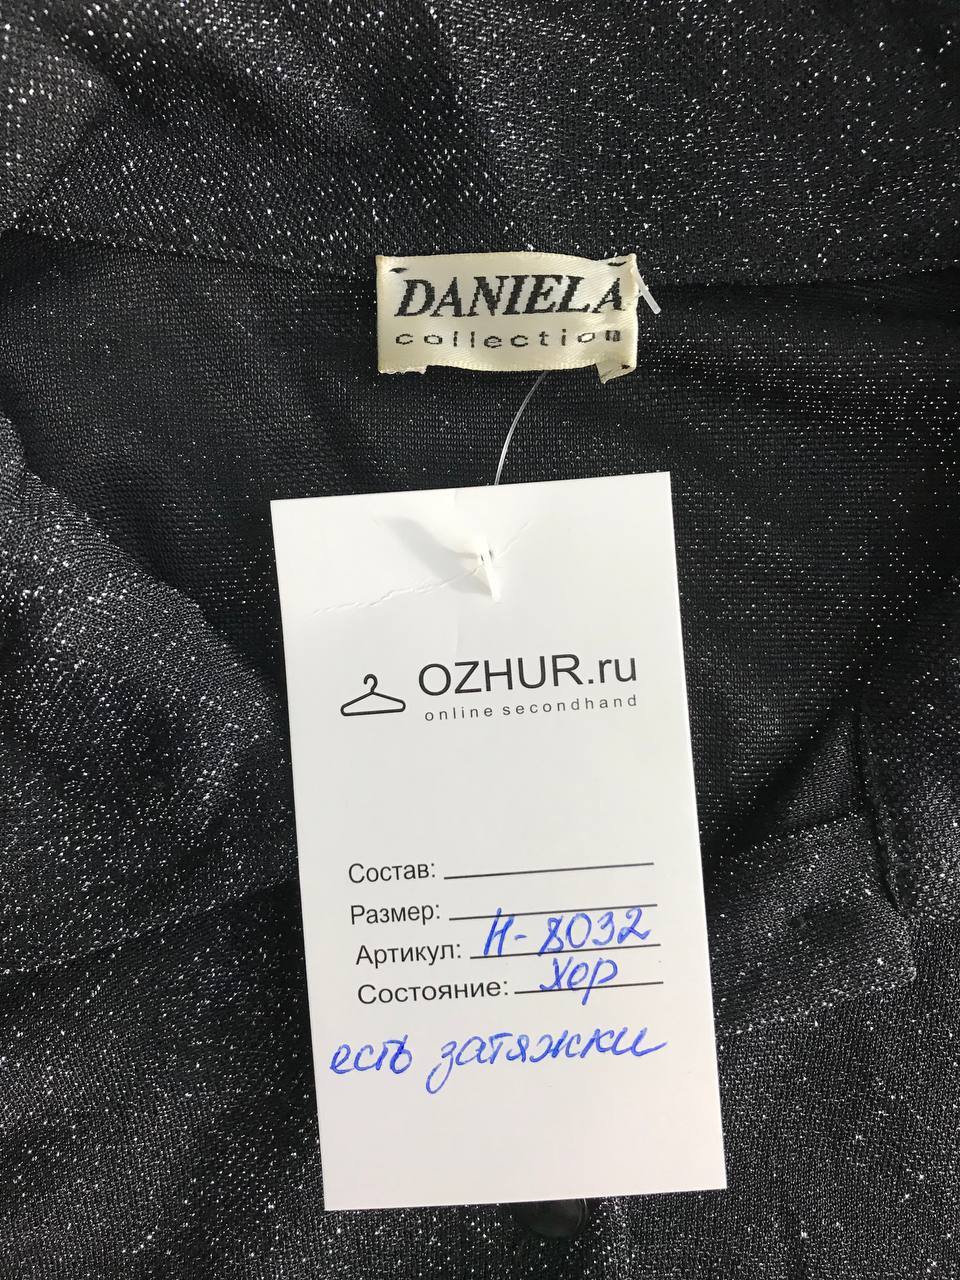 DANIELA
collection
OZHUR.ru
online secondhand
Состав:
Размер:
Артикул: Н-8032
Состояние: хор
есть затяжки